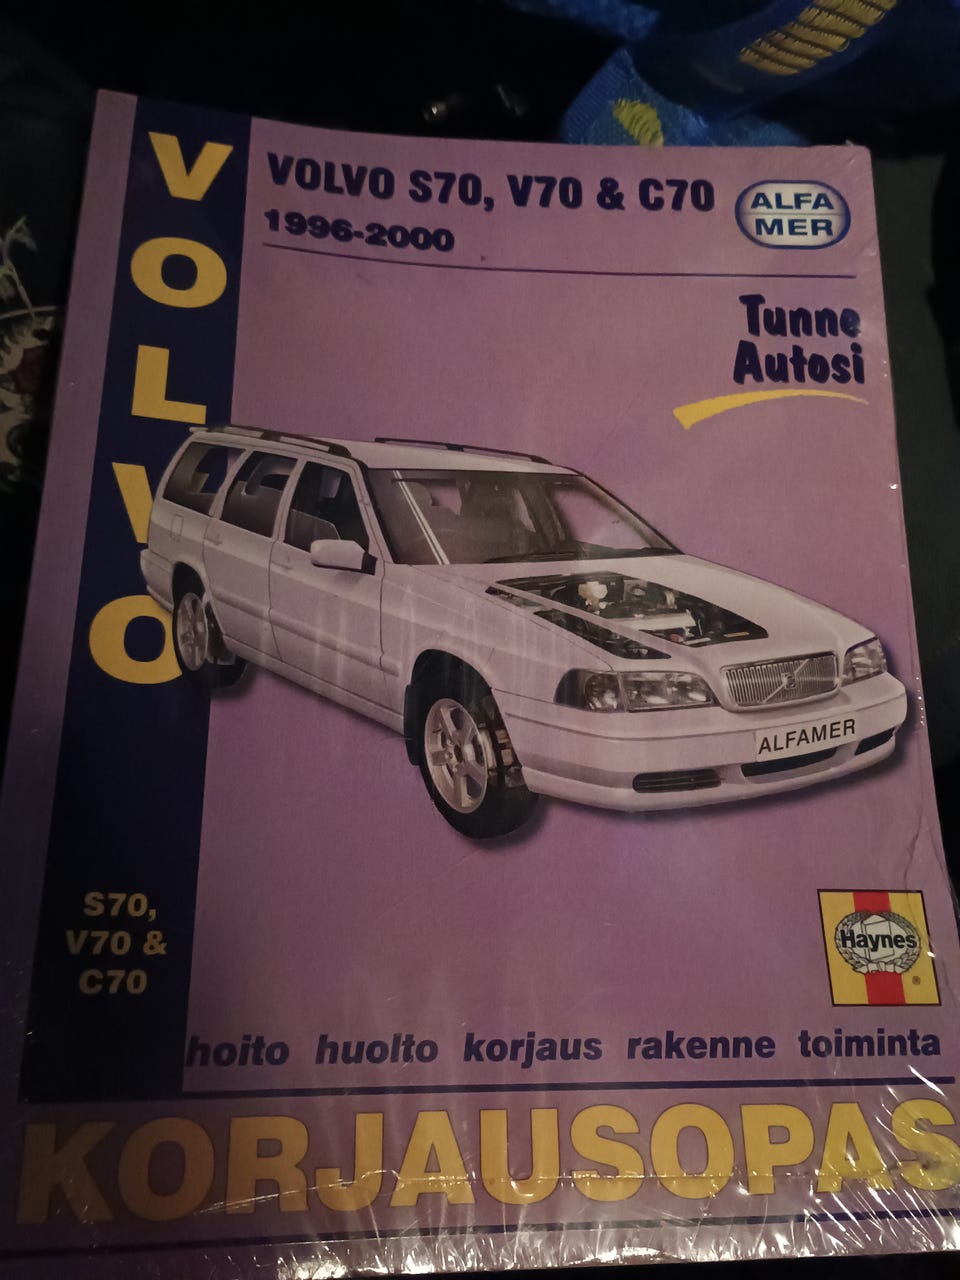 VOLVO
VOLVO S70, V70 & C70
1996-2000
ALFA
MER
Tunne
Autosi
ALFAMER
S70,
V70 &
C70
Haynes
®
hoito huolto korjaus rakenne toiminta
KORJAUSOPAS